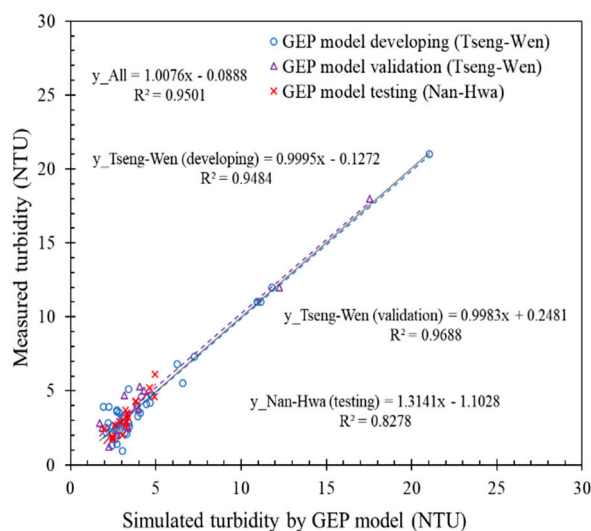 30
25
20
15
10
5
0
Measured turbidity (NTU)
GEP model developing (Tseng-Wen)
GEP model validation (Tseng-Wen)
GEP model testing (Nan-Hwa)
y_All = 1.0076x - 0.0888
R² = 0.9501
y_Tseng-Wen (developing) = 0.9995x - 0.1272
R² = 0.9484
y_Tseng-Wen (validation) = 0.9983x + 0.2481
R² = 0.9688
y_Nan-Hwa (testing) = 1.3141x - 1.1028
R² = 0.8278
0 5 10 15 20 25 30
Simulated turbidity by GEP model (NTU)